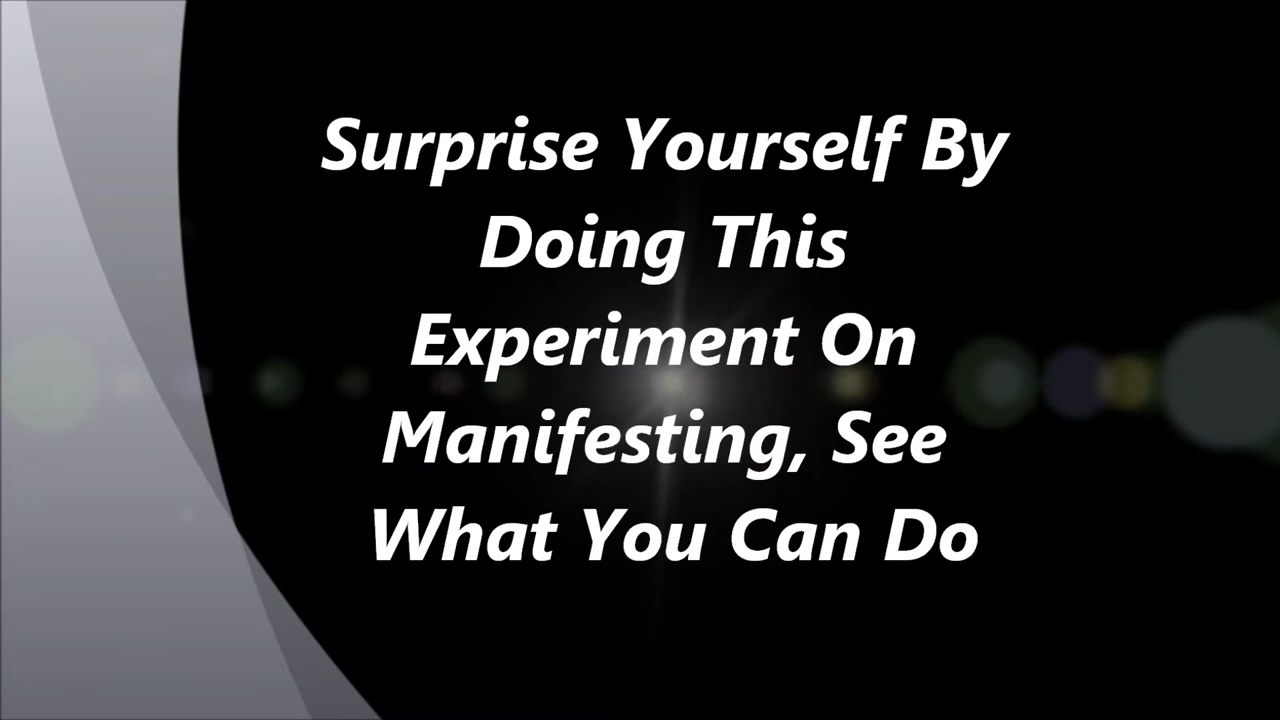 Surprise Yourself By
Doing This
Experiment On
Manifesting, See
What You Can Do